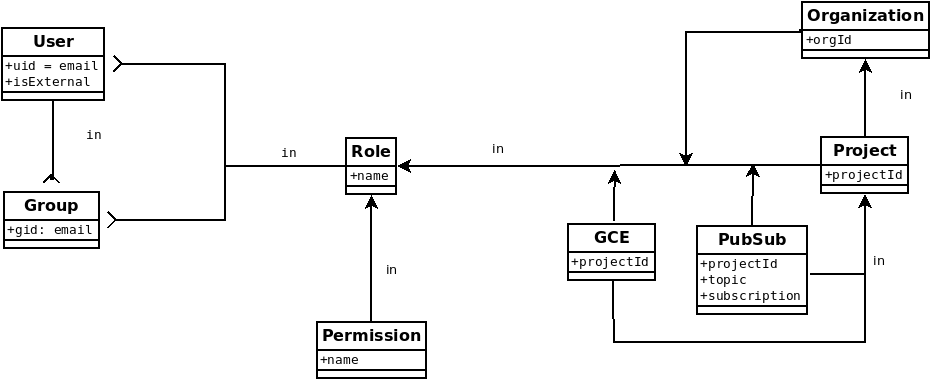 Organization
+orgId
User
+uid = email
+isExternal
in
in
Role
+name
in
in
Project
+projectId
Group
+gid: email
GCE
+projectId
PubSub
+projectId
+topic
+subscription
in
in
Permission
+name